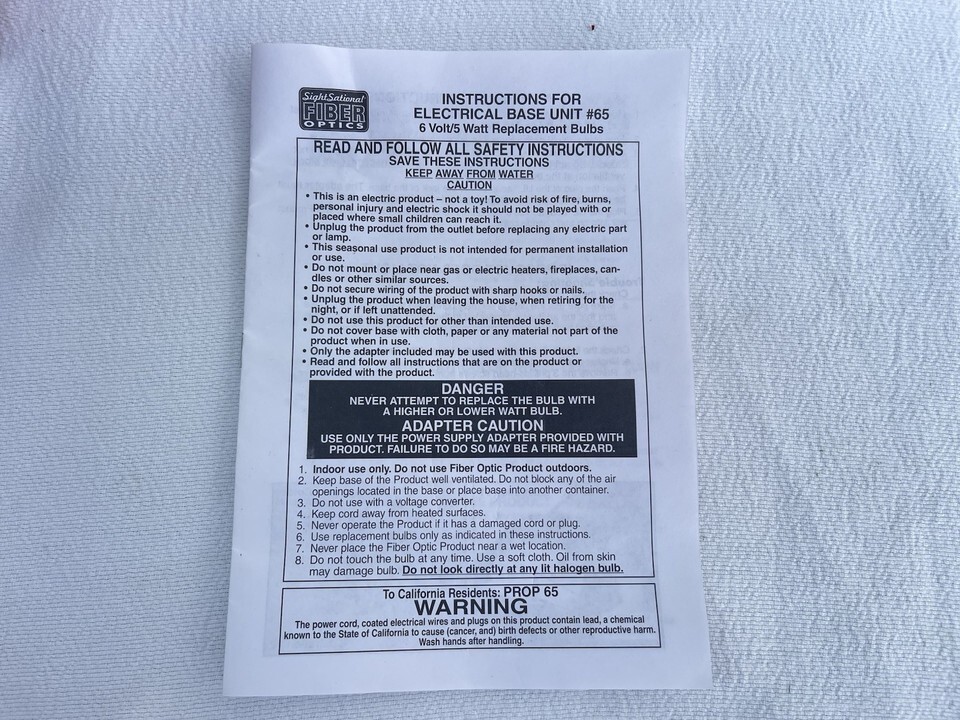 SightSational
FIBER
OPTICS
INSTRUCTIONS FOR
ELECTRICAL BASE UNIT #65
6 Volt/5 Watt Replacement Bulbs
READ AND FOLLOW ALL SAFETY INSTRUCTIONS
SAVE THESE INSTRUCTIONS
KEEP AWAY FROM WATER
CAUTION
• This is an electric product – not a toy! To avoid risk of fire, burns,
personal injury and electric shock it should not be played with or
placed where small children can reach it.
• Unplug the product from the outlet before replacing any electric part
or lamp.
• This seasonal use product is not intended for permanent installation
or use.
• Do not mount or place near gas or electric heaters, fireplaces, can-
dles or other similar sources.
• Do not secure wiring of the product with sharp hooks or nails.
• Unplug the product when leaving the house, when retiring for the
night, or if left unattended.
• Do not use this product for other than intended use.
• Do not cover base with cloth, paper or any material not part of the
product when in use.
• Only the adapter included may be used with this product.
• Read and follow all instructions that are on the product or
provided with the product.
DANGER
NEVER ATTEMPT TO REPLACE THE BULB WITH
A HIGHER OR LOWER WATT BULB.
ADAPTER CAUTION
USE ONLY THE POWER SUPPLY ADAPTER PROVIDED WITH
PRODUCT. FAILURE TO DO SO MAY BE A FIRE HAZARD.
1. Indoor use only. Do not use Fiber Optic Product outdoors.
2. Keep base of the Product well ventilated. Do not block any of the air
openings located in the base or place base into another container.
3. Do not use with a voltage converter.
4. Keep cord away from heated surfaces.
5. Never operate the Product if it has a damaged cord or plug.
6. Use replacement bulbs only as indicated in these instructions.
7. Never place the Fiber Optic Product near a wet location.
8. Do not touch the bulb at any time. Use a soft cloth. Oil from skin
may damage bulb. Do not look directly at any lit halogen bulb.
To California Residents: PROP 65
WARNING
The power cord, coated electrical wires and plugs on this product contain lead, a chemical
known to the State of California to cause (cancer, and) birth defects or other reproductive harm.
Wash hands after handling.